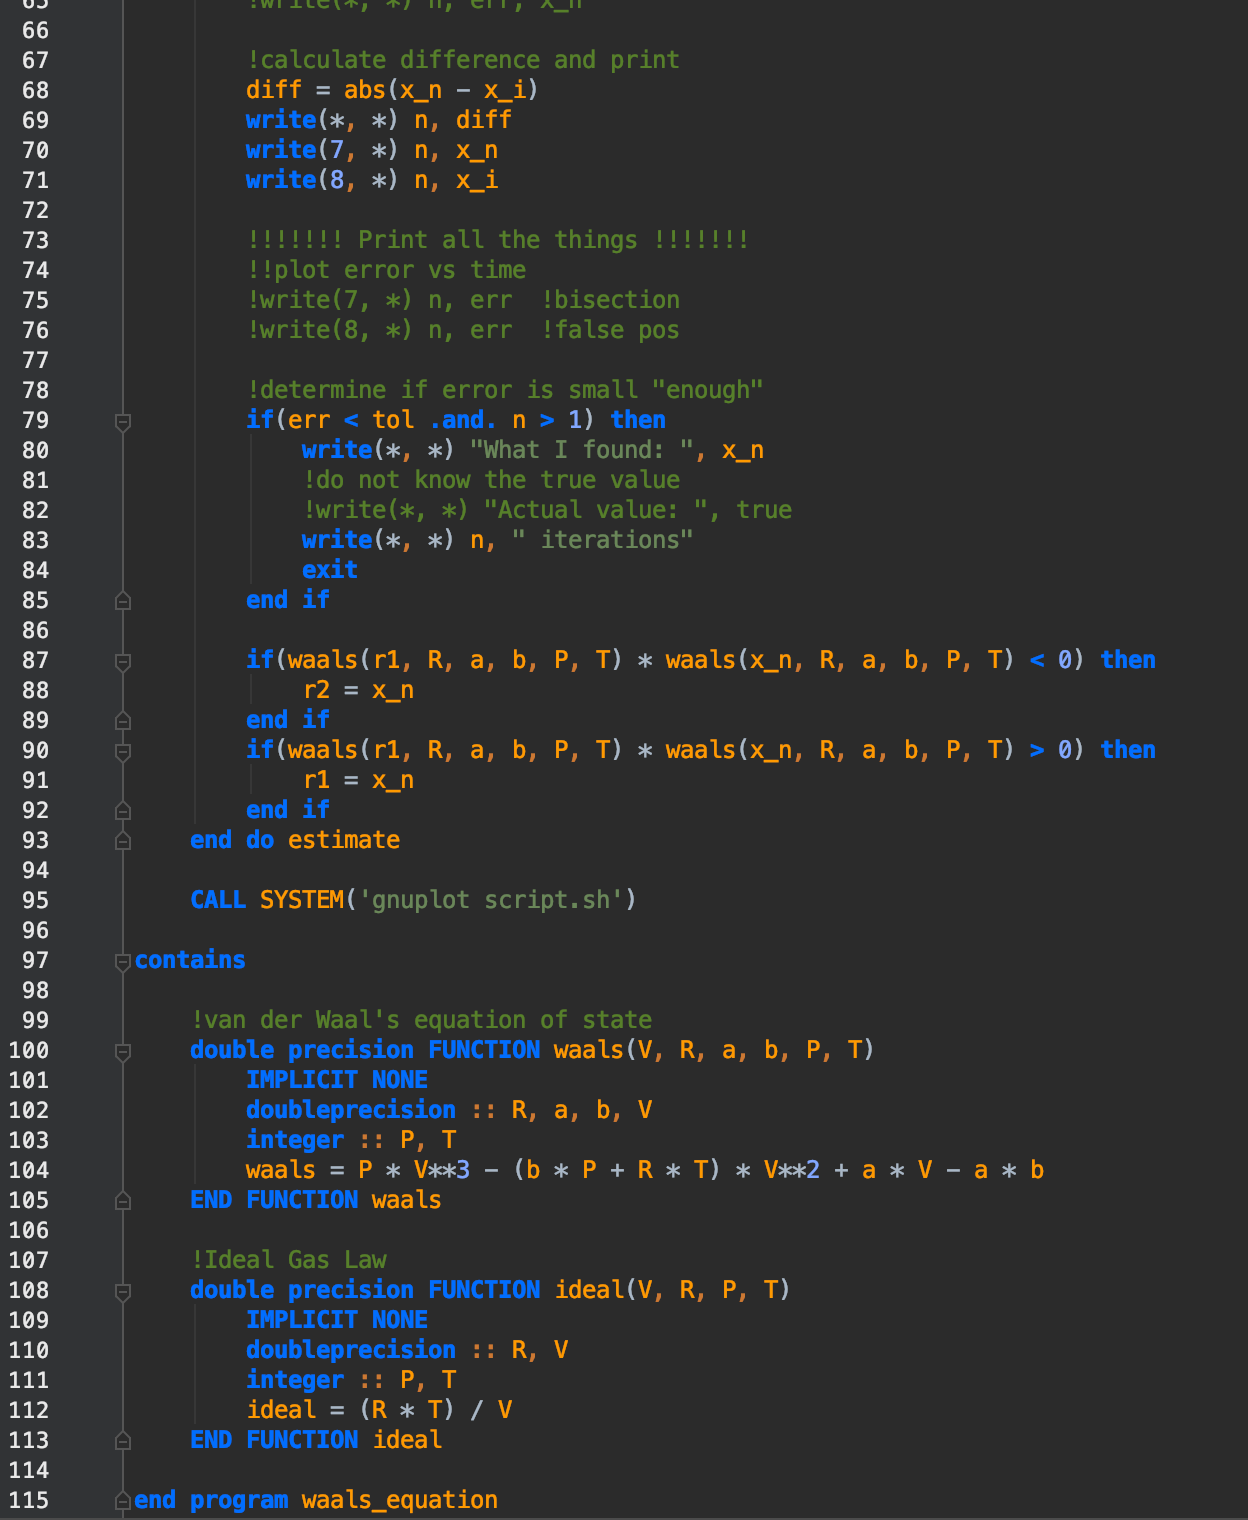 65 !write(*, *) n, err, x_n
66
67 !calculate difference and print
68 diff = abs(x_n - x_i)
69 write(*, *) n, diff
70 write(7, *) n, x_n
71 write(8, *) n, x_i
72
73 !!!!!!! Print all the things !!!!!!!
74 !!plot error vs time
75 !write(7, *) n, err  !bisection
76 !write(8, *) n, err  !false pos
77
78 !determine if error is small "enough"
79 if(err < tol .and. n > 1) then
80 write(*, *) "What I found: ", x_n
81 !do not know the true value
82 !write(*, *) "Actual value: ", true
83 write(*, *) n, " iterations"
84 exit
85 end if
86
87 if(waals(r1, R, a, b, P, T) * waals(x_n, R, a, b, P, T) < 0) then
88 r2 = x_n
89 end if
90 if(waals(r1, R, a, b, P, T) * waals(x_n, R, a, b, P, T) > 0) then
91 r1 = x_n
92 end if
93 end do estimate
94
95 CALL SYSTEM('gnuplot script.sh')
96
97 contains
98
99 !van der Waal's equation of state
100 double precision FUNCTION waals(V, R, a, b, P, T)
101 IMPLICIT NONE
102 doubleprecision :: R, a, b, V
103 integer :: P, T
104 waals = P * V**3 - (b * P + R * T) * V**2 + a * V - a * b
105 END FUNCTION waals
106
107 !Ideal Gas Law
108 double precision FUNCTION ideal(V, R, P, T)
109 IMPLICIT NONE
110 doubleprecision :: R, V
111 integer :: P, T
112 ideal = (R * T) / V
113 END FUNCTION ideal
114
115 end program waals_equation